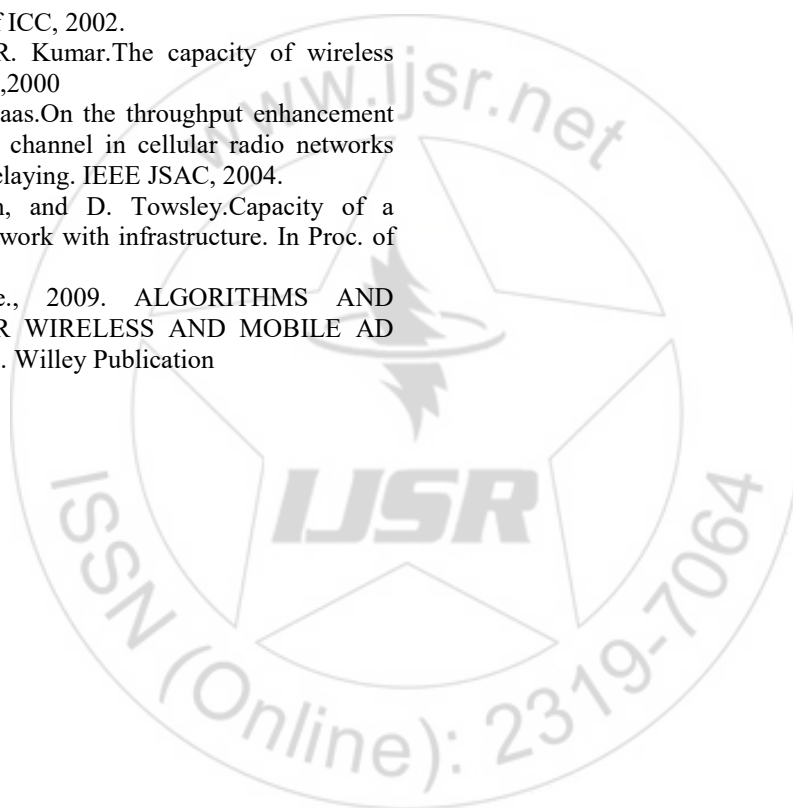 f ICC, 2002.
R. Kumar.The capacity of wireless
,2000
aas.On the throughput enhancement
channel in cellular radio networks
elaying. IEEE JSAC, 2004.
n, and D. Towsley.Capacity of a
work with infrastructure. In Proc. of
e., 2009. ALGORITHMS AND
R WIRELESS AND MOBILE AD
. Willey Publication
www.ijsr.net
IJSR
ISSN (Online): 2319-7064